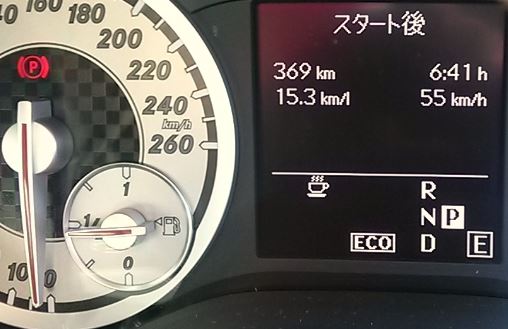 160
180
200
220
240
km/h
260
P
1
0
スタート後
369 km 6:41 h
15.3 km/l 55 km/h
R
N P
ECO D E